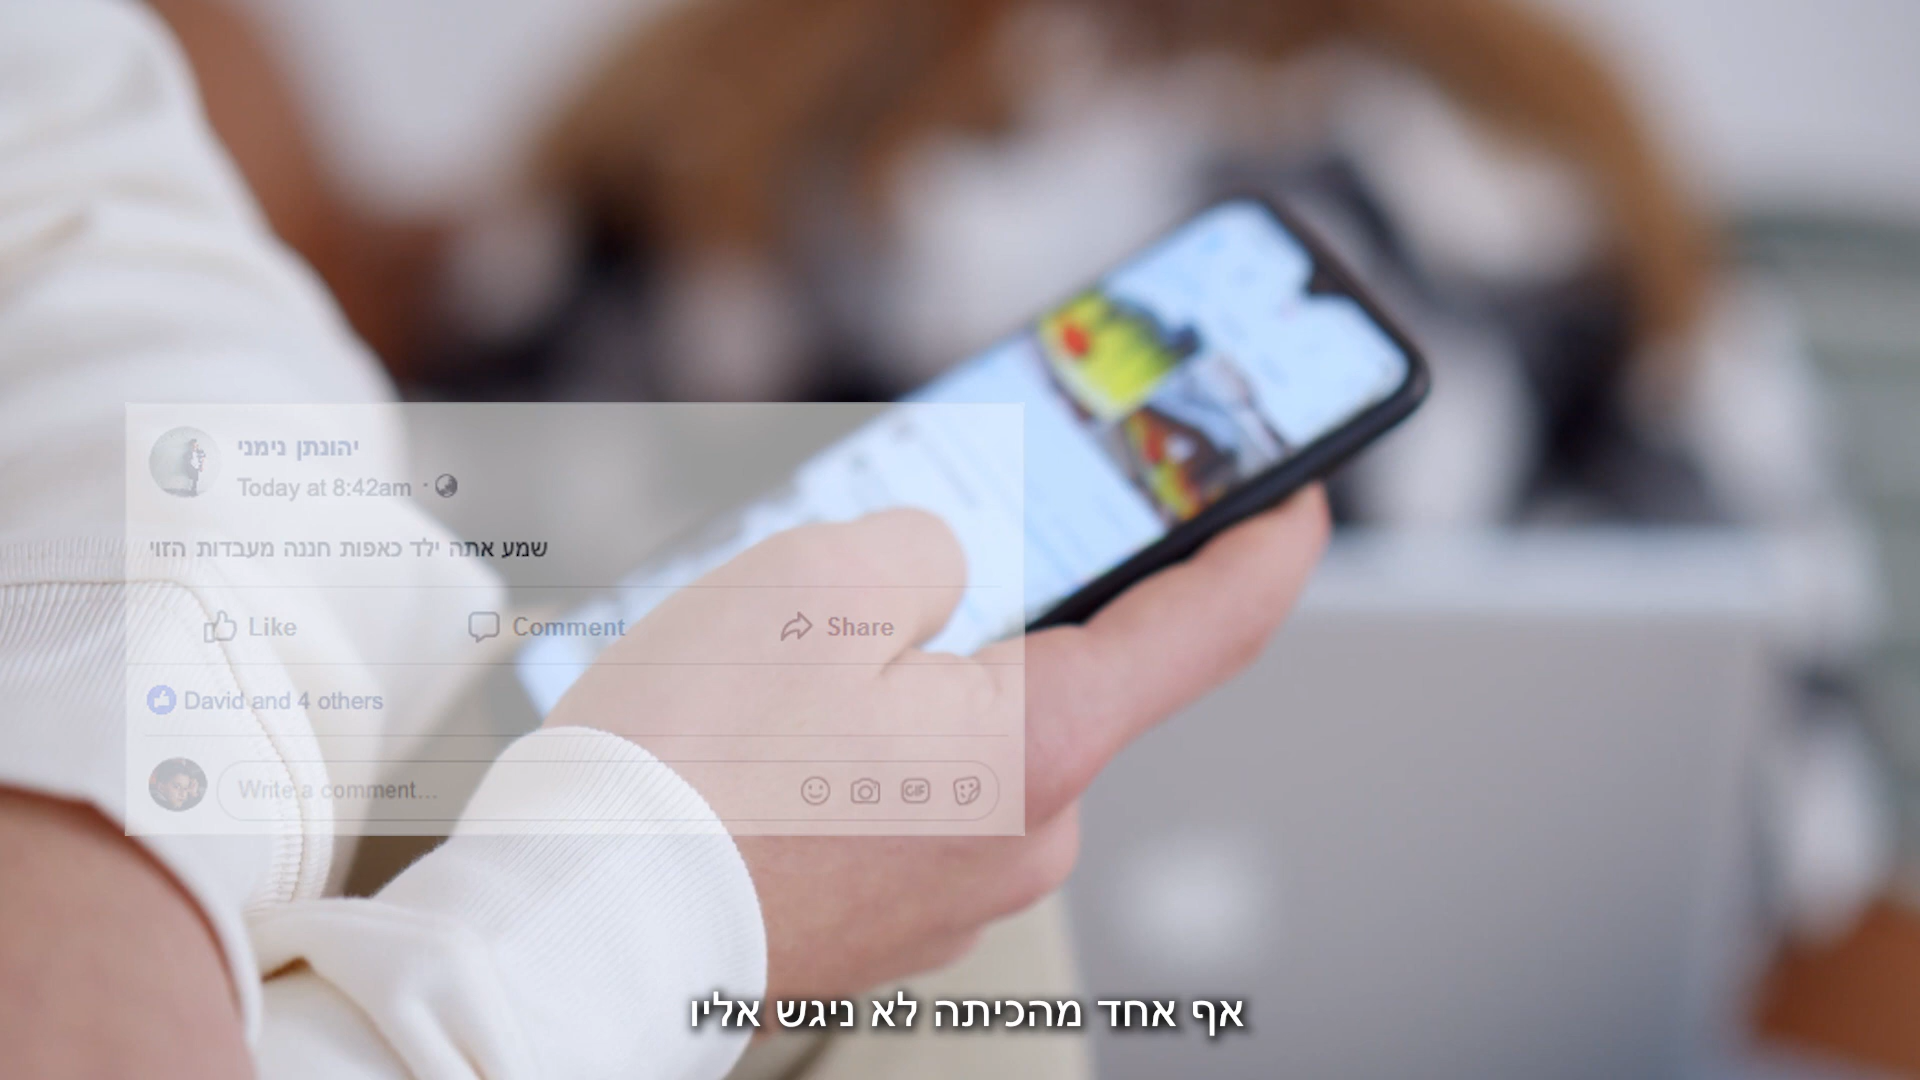 יהונתן נימני
Today at 8:42am
שמע אתה ילד כאפות חננה מעבדות הזוי
Like
Comment
Share
David and 4 others
Write a comment...
GIF
אף אחד מהכיתה לא ניגש אליו